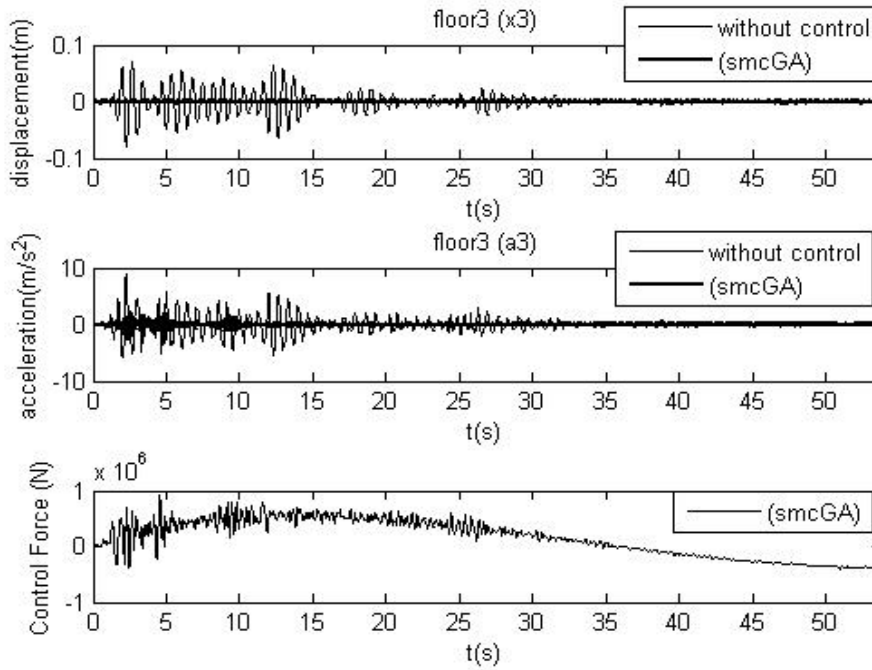 floor3 (x3)
without control
(smcGA)
displacement(m)
0.1
0
-0.1
0 5 10 15 20 25 30 35 40 45 50
t(s)
floor3 (a3)
without control
(smcGA)
acceleration(m/s²)
10
0
-10
0 5 10 15 20 25 30 35 40 45 50
t(s)
x 10⁶
(smcGA)
Control Force (N)
1
0
-1
0 5 10 15 20 25 30 35 40 45 50
t(s)